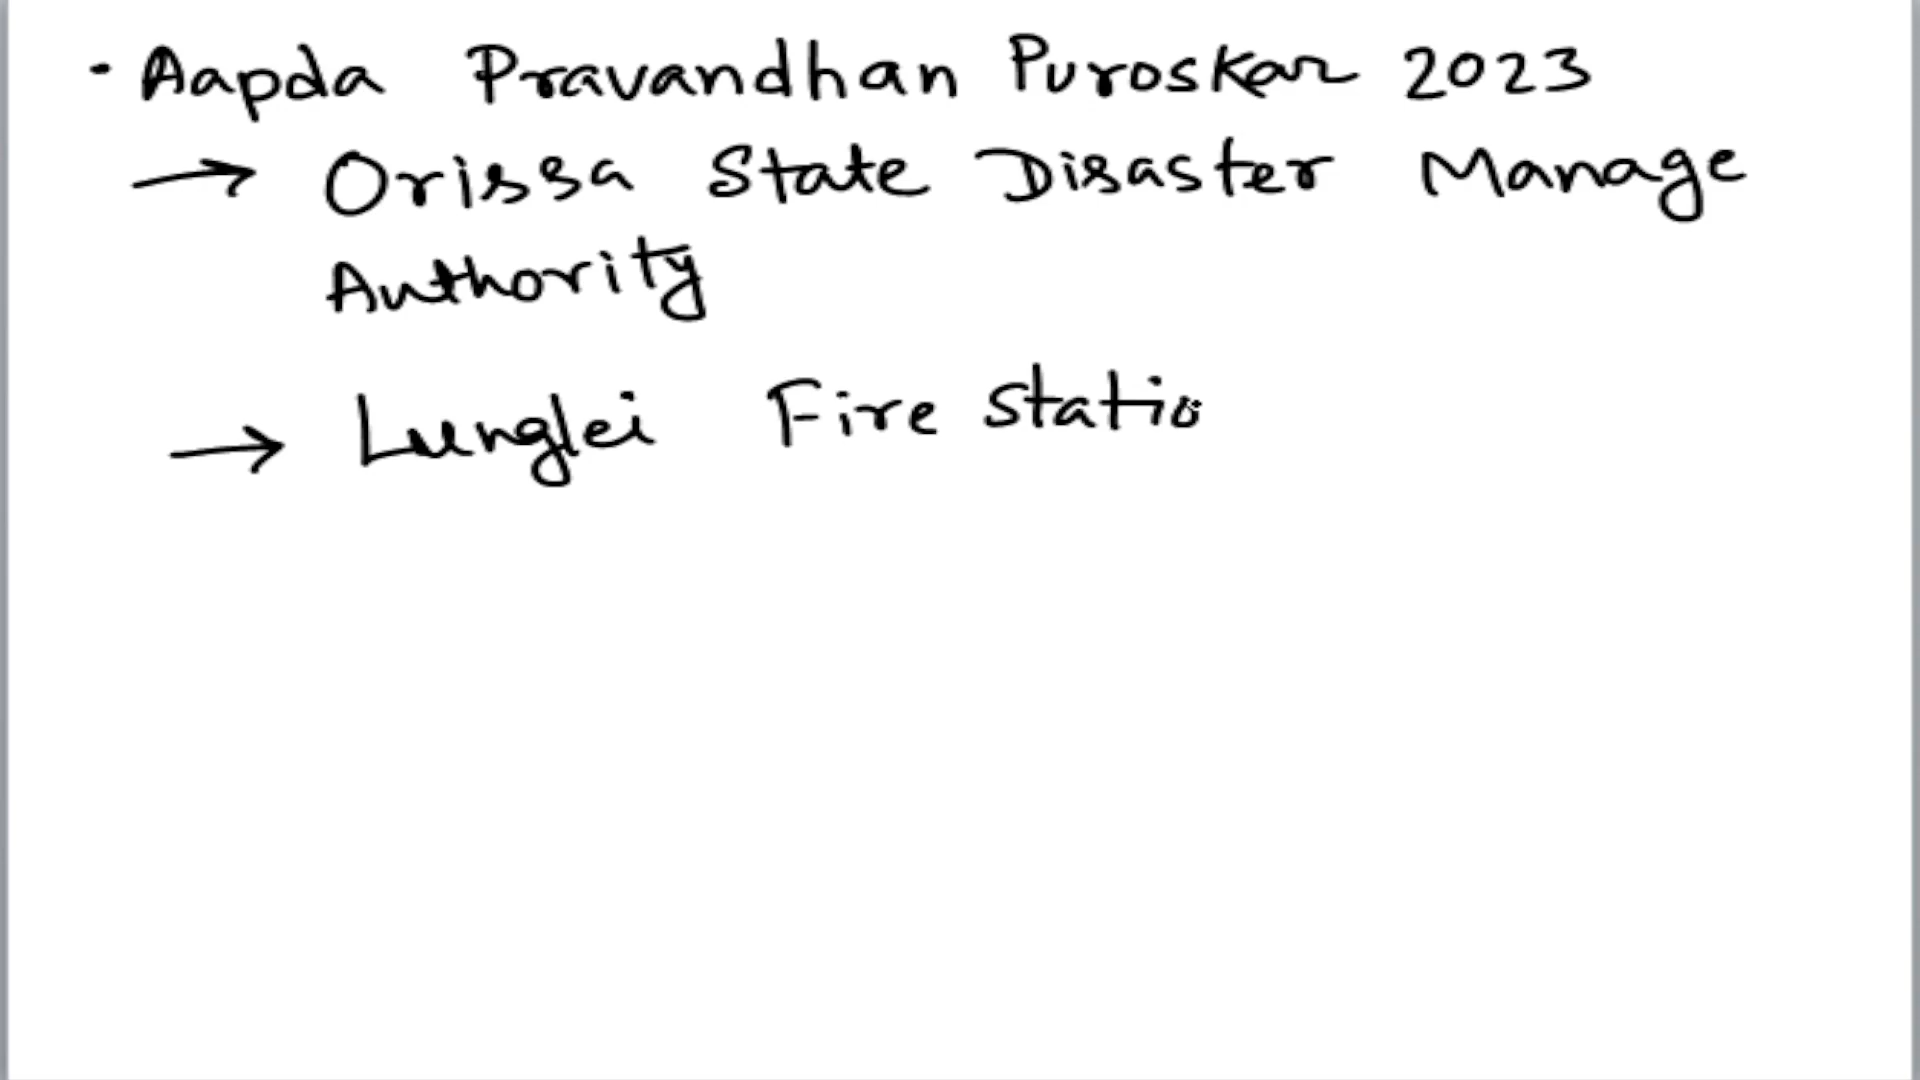 · Aapda Pravandhan Puroskar 2023
→ Orissa State Disaster Manage
Authority
→ Lunglei Fire Statio